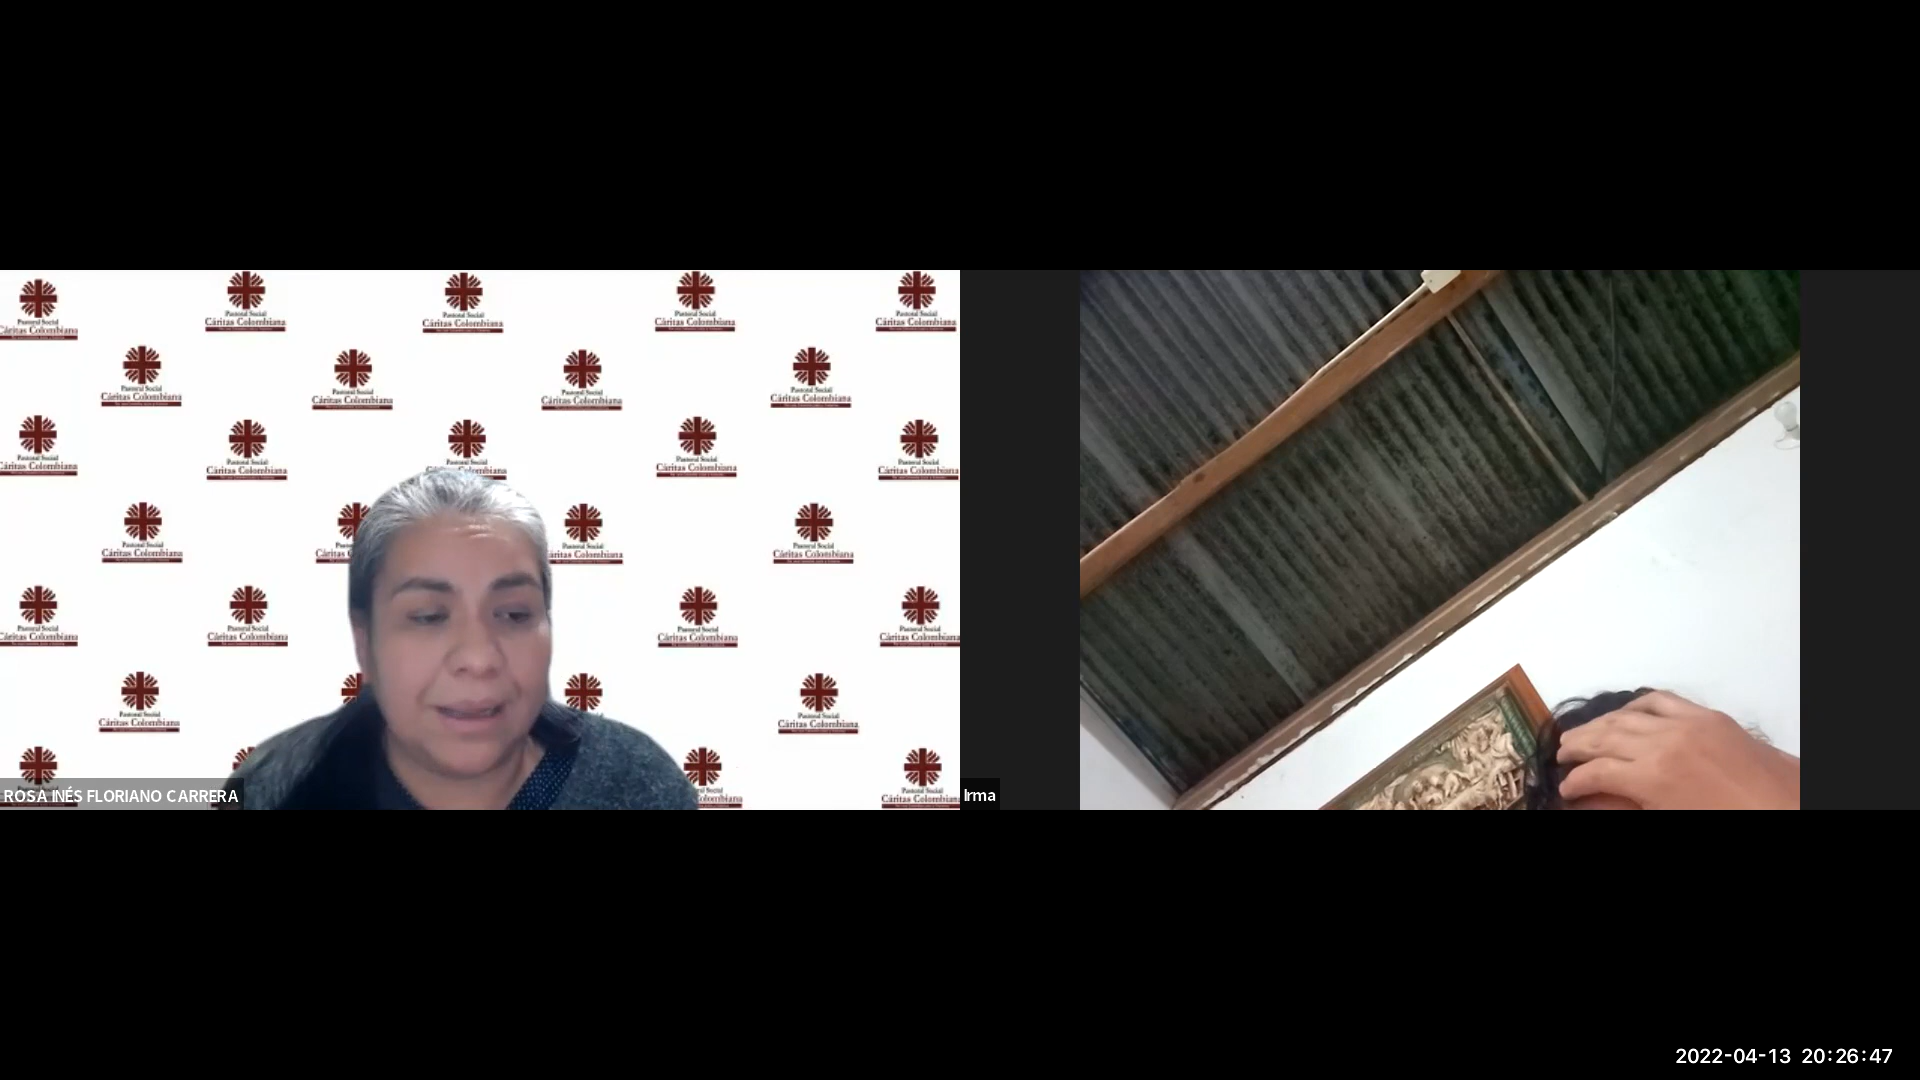 Pastoral Social
Cáritas Colombiana
ROSA INÉS FLORIANO CARRERA
Irma
2022-04-13 20:26:47